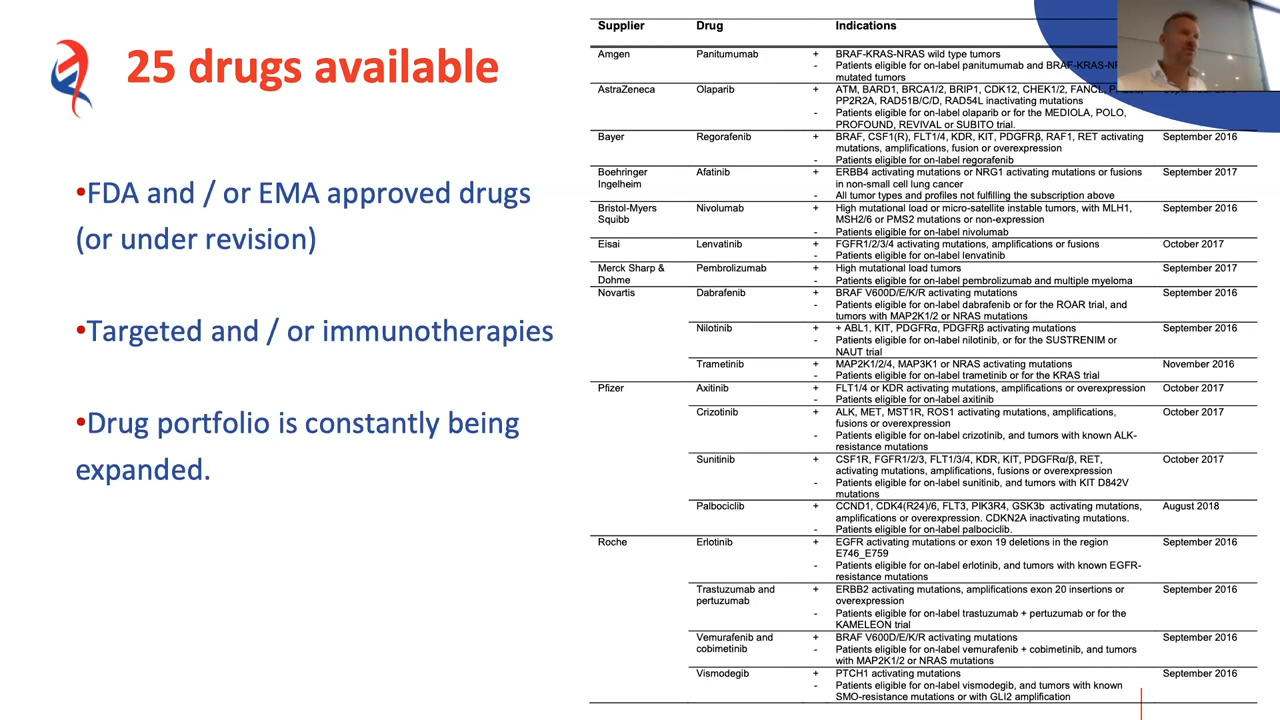 25 drugs available
•FDA and / or EMA approved drugs
(or under revision)
•Targeted and / or immunotherapies
•Drug portfolio is constantly being
expanded.
Supplier Drug Indications
Amgen Panitumumab + BRAF-KRAS-NRAS wild type tumors
- Patients eligible for on-label panitumumab and
mutated tumors
AstraZeneca Olaparib + ATM, BARD1, BRCA1/2, BRIP1, CDK12, CHEK1/2, FANCL,
PP2R2A, RAD51B/C/D, RAD54L inactivating mutations
- Patients eligible for on-label olaparib or for the MEDIOLA, POLO,
PROFOUND, REVIVAL or SUBITO trial.
Bayer Regorafenib + BRAF, CSF1(R), FLT1/4, KDR, KIT, PDGFRβ, RAF1, RET activating September 2016
mutations, amplifications, fusion or overexpression
- Patients eligible for on-label regorafenib
Boehringer Afatinib + ERBB4 activating mutations or NRG1 activating mutations or fusions September 2017
Ingelheim in non-small cell lung cancer
- All tumor types and profiles not fulfilling the subscription above
Bristol-Myers Nivolumab + High mutational load or micro-satellite instable tumors, with MLH1, September 2016
Squibb MSH2/6 or PMS2 mutations or non-expression
- Patients eligible for on-label nivolumab
Eisai Lenvatinib + FGFR1/2/3/4 activating mutations, amplifications or fusions October 2017
- Patients eligible for on-label lenvatinib
Merck Sharp & Pembrolizumab + High mutational load tumors September 2017
Dohme - Patients eligible for on-label pembrolizumab and multiple myeloma
Novartis Dabrafenib + BRAF V600D/E/K/R activating mutations September 2016
- Patients eligible for on-label dabrafenib or for the ROAR trial, and
tumors with MAP2K1/2 or NRAS mutations
Nilotinib + + ABL1, KIT, PDGFRα, PDGFRβ activating mutations September 2016
- Patients eligible for on-label nilotinib, or for the SUSTRENIM or
NAUT trial
Trametinib + MAP2K1/2/4, MAP3K1 or NRAS activating mutations November 2016
- Patients eligible for on-label trametinib or for the KRAS trial
Pfizer Axitinib + FLT1/4 or KDR activating mutations, amplifications or overexpression October 2017
- Patients eligible for on-label axitinib
Crizotinib + ALK, MET, MST1R, ROS1 activating mutations, amplifications, October 2017
fusions or overexpression
- Patients eligible for on-label crizotinib, and tumors with known ALK-
resistance mutations
Sunitinib + CSF1R, FGFR1/2/3, FLT1/3/4, KDR, KIT, PDGFRα/β, RET, October 2017
activating mutations, amplifications, fusions or overexpression
- Patients eligible for on-label sunitinib, and tumors with KIT D842V
mutations
Palbociclib + CCND1, CDK4(R24)/6, FLT3, PIK3R4, GSK3b activating mutations, August 2018
amplifications or overexpression. CDKN2A inactivating mutations.
- Patients eligible for on-label palbociclib.
Roche Erlotinib + EGFR activating mutations or exon 19 deletions in the region September 2016
E746_E759
- Patients eligible for on-label erlotinib, and tumors with known EGFR-
resistance mutations
Trastuzumab and + ERBB2 activating mutations, amplifications exon 20 insertions or September 2016
pertuzumab overexpression
- Patients eligible for on-label trastuzumab + pertuzumab or for the
KAMELEON trial
Vemurafenib and + BRAF V600D/E/K/R activating mutations September 2016
cobimetinib - Patients eligible for on-label vemurafenib + cobimetinib, and tumors
with MAP2K1/2 or NRAS mutations
Vismodegib + PTCH1 activating mutations September 2016
- Patients eligible for on-label vismodegib, and tumors with known
SMO-resistance mutations or with GLI2 amplification